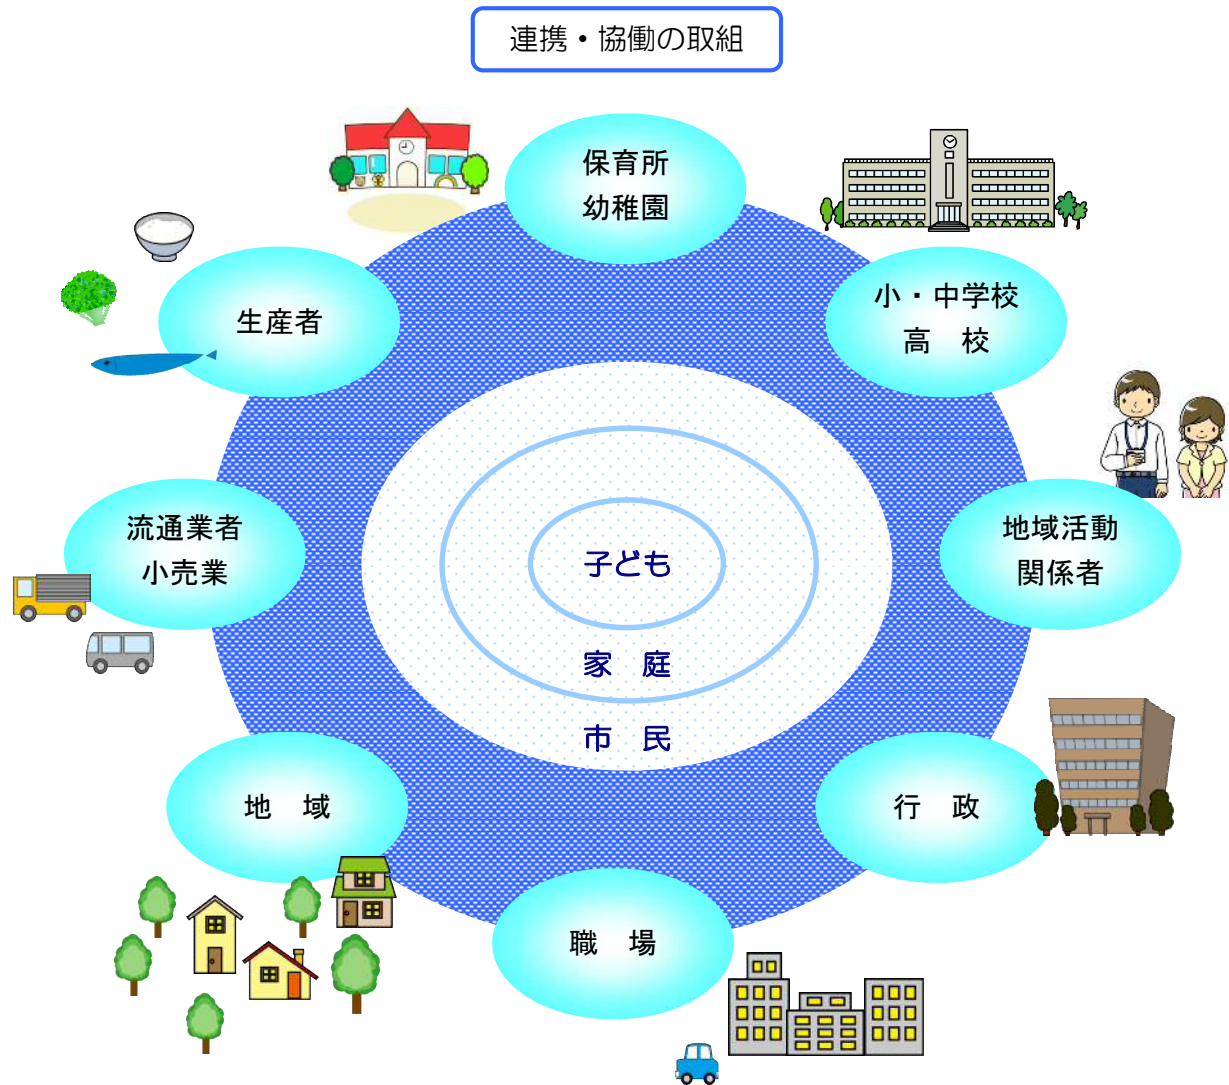 連携・協働の取組
保育所
幼稚園
小・中学校
高　校
生産者
地域活動
関係者
流通業者
小売業
子ども
家　庭
市　民
行　政
地　域
職　場